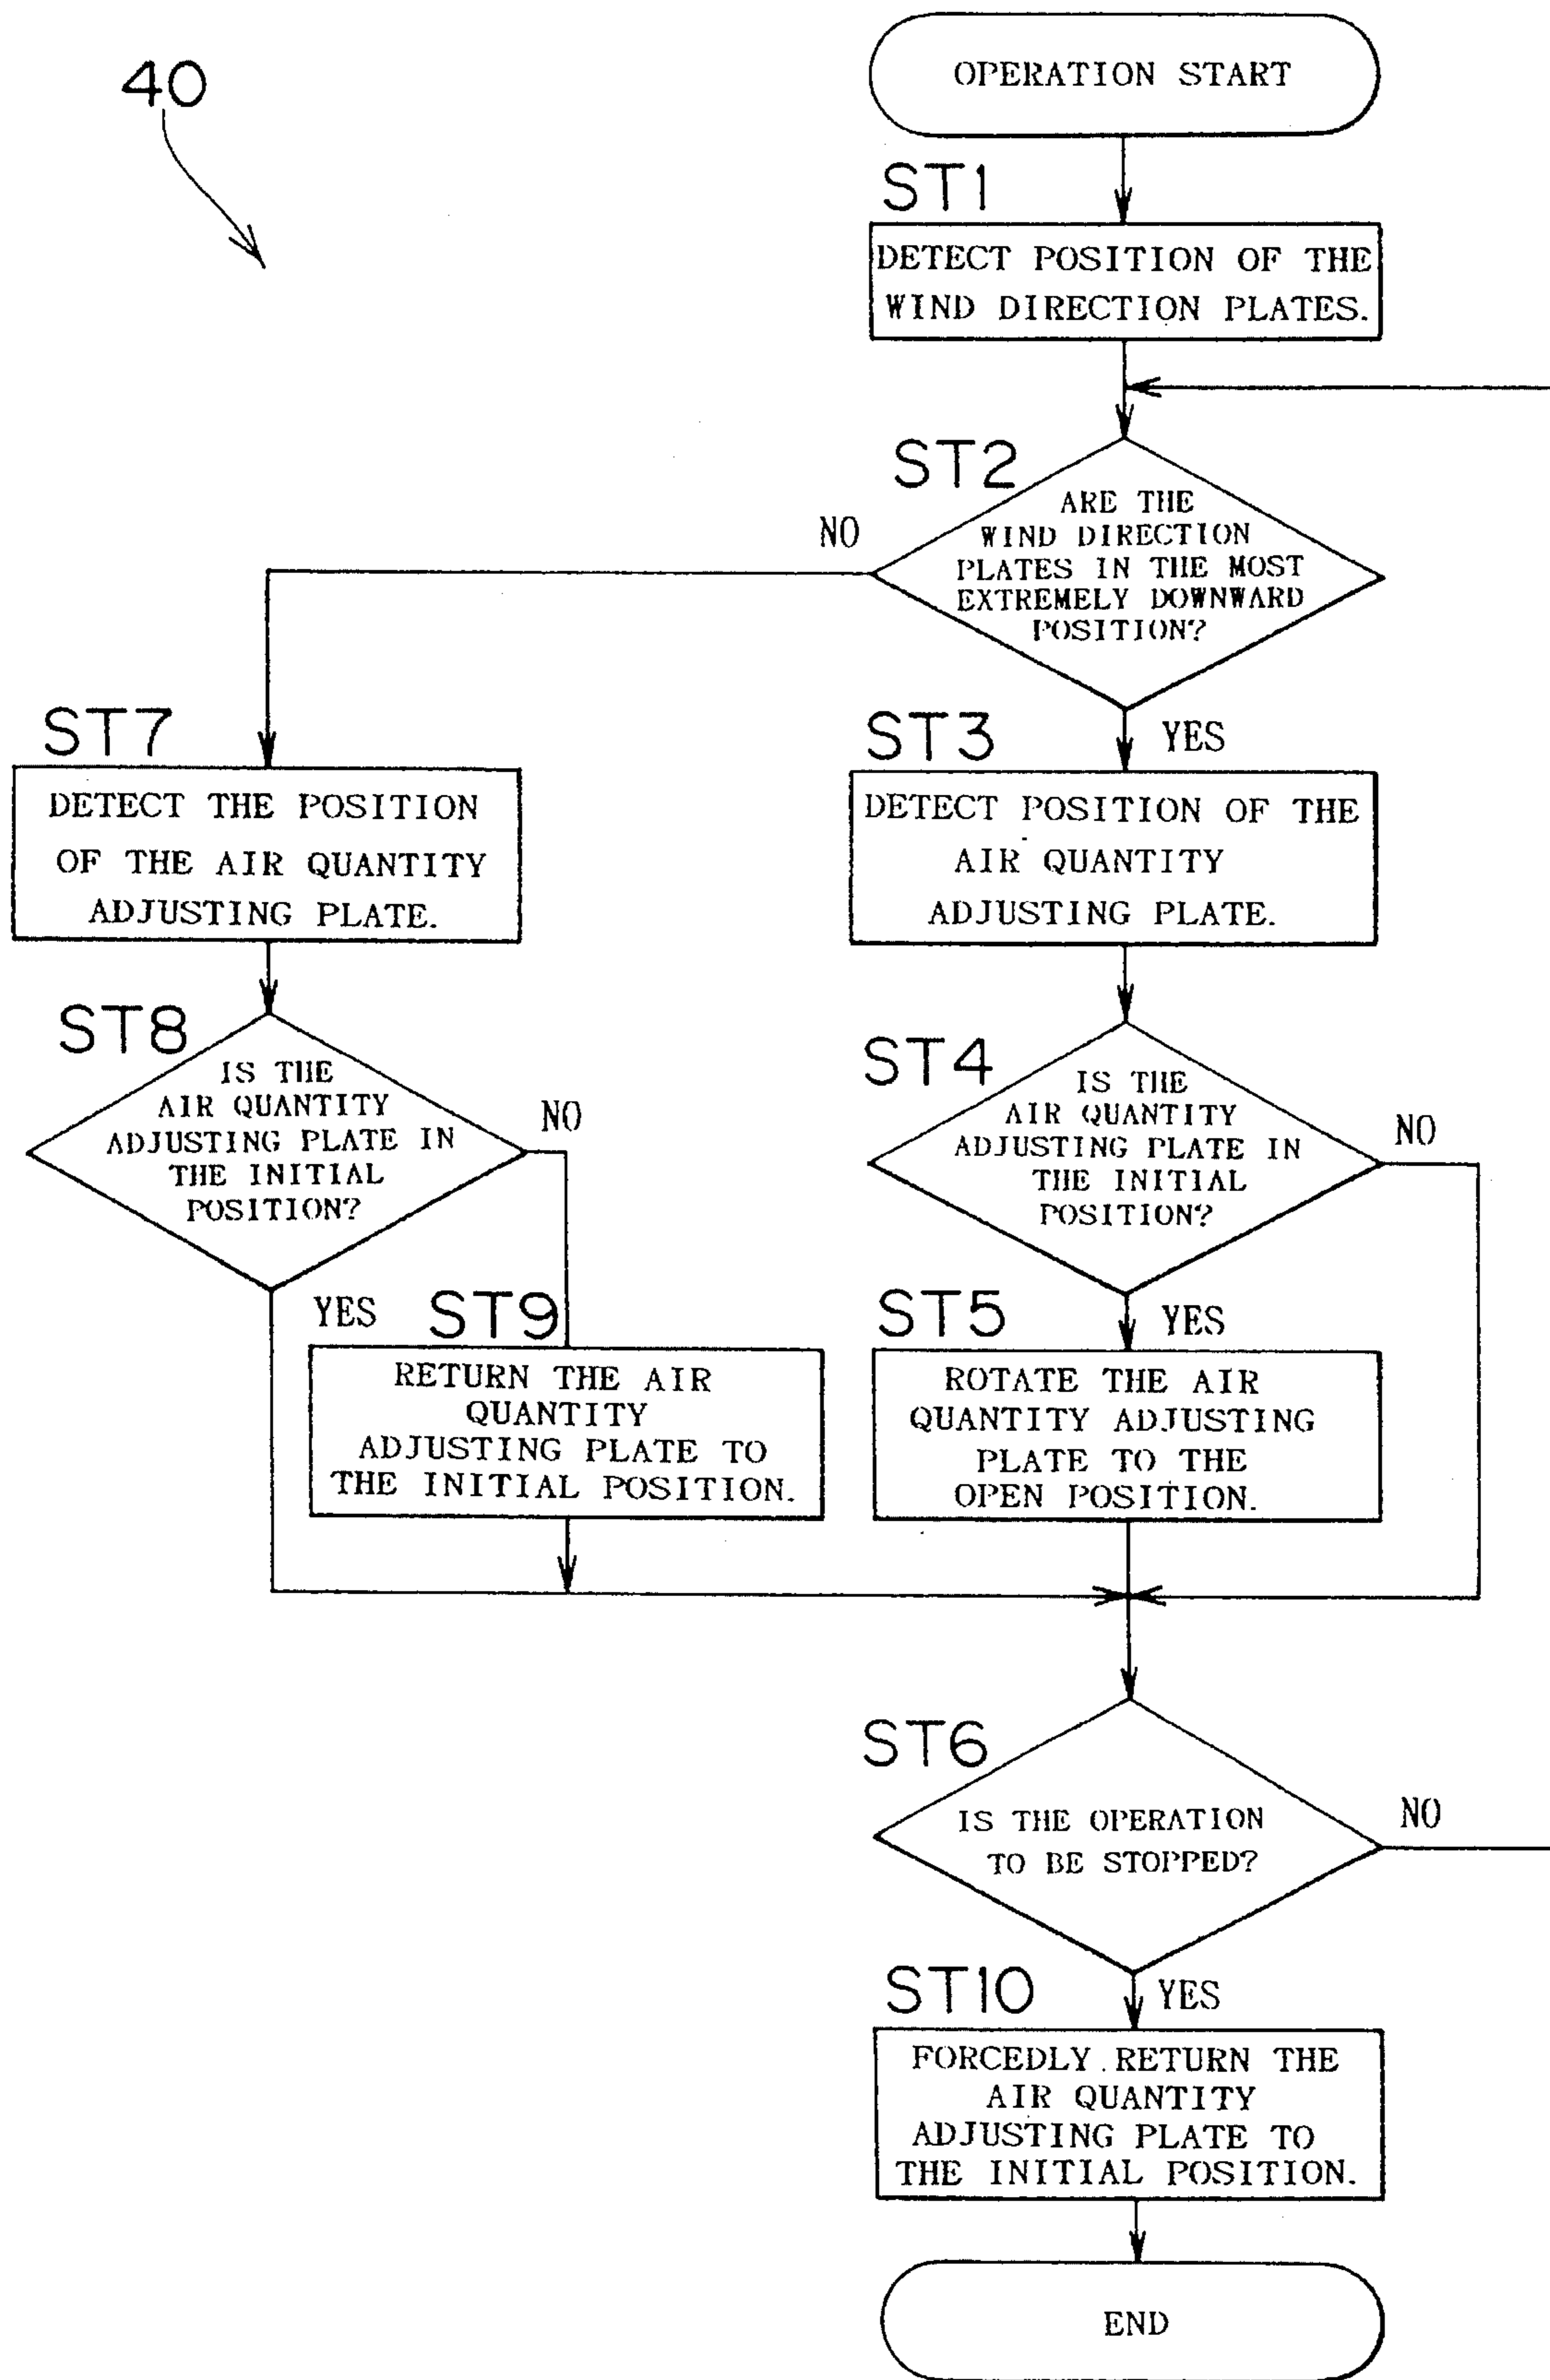 40
OPERATION START
ST1
DETECT POSITION OF THE
WIND DIRECTION PLATES.
ST2
ARE THE
WIND DIRECTION
PLATES IN THE MOST
EXTREMELY DOWNWARD
POSITION?
NO
YES
ST7
DETECT THE POSITION
OF THE AIR QUANTITY
ADJUSTING PLATE.
ST3
DETECT POSITION OF THE
AIR QUANTITY
ADJUSTING PLATE.
ST8
IS THE
AIR QUANTITY
ADJUSTING PLATE IN
THE INITIAL
POSITION?
NO
YES
ST4
IS THE
AIR QUANTITY
ADJUSTING PLATE IN
THE INITIAL
POSITION?
NO
YES
ST9
RETURN THE AIR
QUANTITY
ADJUSTING PLATE TO
THE INITIAL POSITION.
ST5
ROTATE THE AIR
QUANTITY ADJUSTING
PLATE TO THE
OPEN POSITION.
ST6
IS THE OPERATION
TO BE STOPPED?
NO
YES
ST10
FORCEDLY RETURN THE
AIR QUANTITY
ADJUSTING PLATE TO
THE INITIAL POSITION.
END